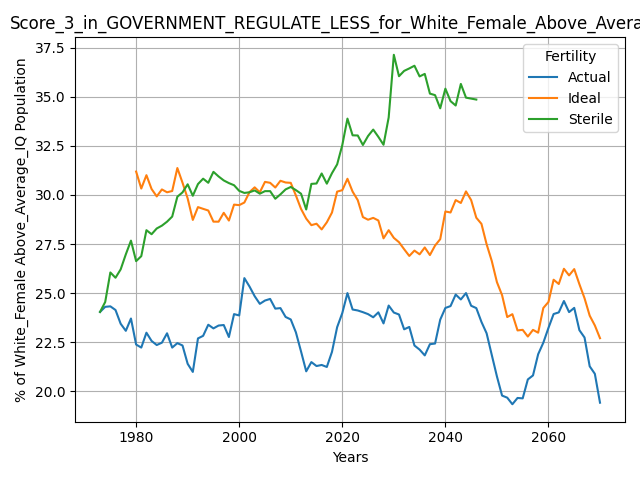 Score_3_in_GOVERNMENT_REGULATE_LESS_for_White_Female_Above_Avera
% of White_Female Above_Average_IQ Population
37.5
35.0
32.5
30.0
27.5
25.0
22.5
20.0
Fertility
Actual
Ideal
Sterile
1980
2000
2020
2040
2060
Years